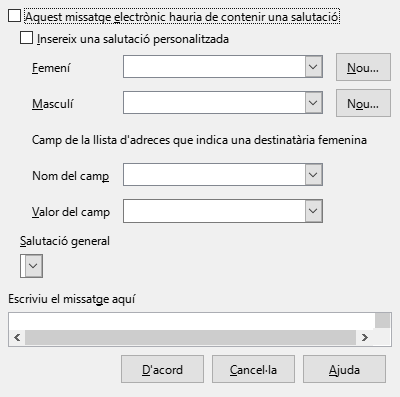 Aquest missatge electrònic hauria de contenir una salutació
Insereix una salutació personalitzada
Femení
Nou...
Masculí
Nou...
Camp de la llista d'adreces que indica una destinatària femenina
Nom del camp
Valor del camp
Salutació general
Escriviu el missatge aquí
D'acord
Cancel·la
Ajuda